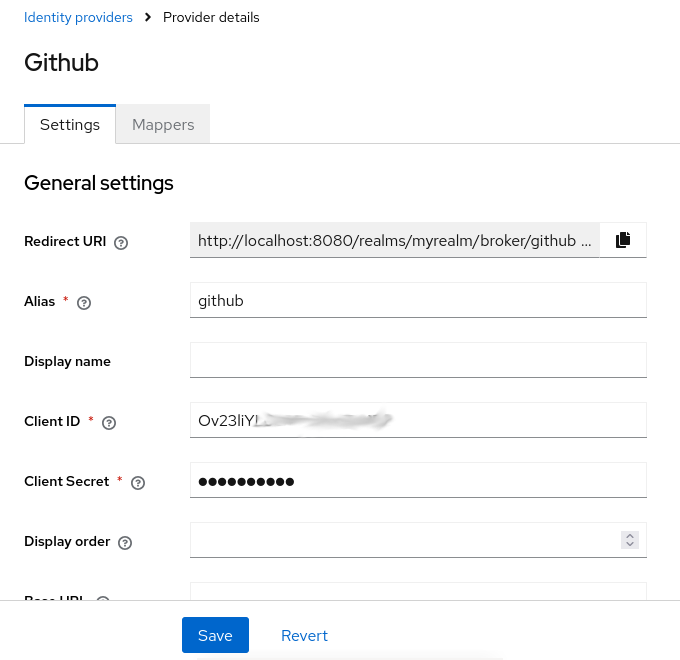 Identity providers > Provider details
Github
Settings Mappers
General settings
Redirect URI http://localhost:8080/realms/myrealm/broker/github ...
Alias * github
Display name
Client ID * Ov23liY
Client Secret * ●●●●●●●●●●
Display order
Base URL
Save Revert